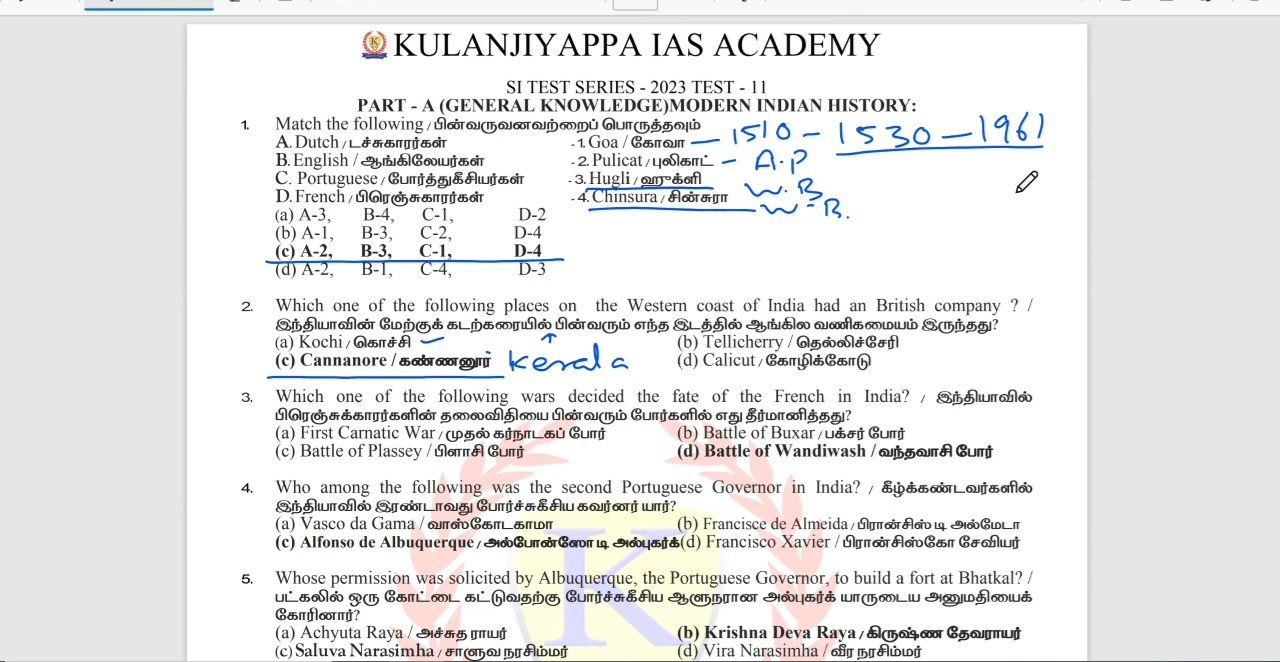 KULANJIYAPPA IAS ACADEMY
SI TEST SERIES - 2023 TEST - 11
PART - A (GENERAL KNOWLEDGE)MODERN INDIAN HISTORY:
1. Match the following / பின்வருவனவற்றைப் பொருத்தவும்
A. Dutch / டச்சுகாரர்கள் - 1. Goa / கோவா — 1510 - 1530 - 1961
B. English / ஆங்கிலேயர்கள் - 2. Pulicat / புலிகாட் - A.P
C. Portuguese / போர்த்துகீசியர்கள் - 3. Hugli / ஹூக்ளி W.B
D. French / பிரெஞ்சுகாரர்கள் - 4. Chinsura / சின்சுரா W-B.
(a) A-3, B-4, C-1, D-2
(b) A-1, B-3, C-2, D-4
(c) A-2, B-3, C-1, D-4
(d) A-2, B-1, C-4, D-3
2. Which one of the following places on the Western coast of India had an British company ? /
இந்தியாவின் மேற்குக் கடற்கரையில் பின்வரும் எந்த இடத்தில் ஆங்கில வணிகமையம் இருந்தது?
(a) Kochi / கொச்சி (b) Tellicherry / தெல்லிச்சேரி
(c) Cannanore / கண்ணனூர் Kerala (d) Calicut / கோழிக்கோடு
3. Which one of the following wars decided the fate of the French in India? / இந்தியாவில்
பிரெஞ்சுக்காரர்களின் தலைவிதியை பின்வரும் போர்களில் எது தீர்மானித்தது?
(a) First Carnatic War / முதல் கர்நாடகப் போர் (b) Battle of Buxar / பக்சர் போர்
(c) Battle of Plassey / பிளாசி போர் (d) Battle of Wandiwash / வந்தவாசி போர்
4. Who among the following was the second Portuguese Governor in India? / கீழ்க்கண்டவர்களில்
இந்தியாவில் இரண்டாவது போர்ச்சுகீசிய கவர்னர் யார்?
(a) Vasco da Gama / வாஸ்கோடகாமா (b) Francisce de Almeida / பிரான்சிஸ் டி அல்மேடா
(c) Alfonso de Albuquerque / அல்போன்ஸோ டி அல்புகர்க் (d) Francisco Xavier / பிரான்சிஸ்கோ சேவியர்
5. Whose permission was solicited by Albuquerque, the Portuguese Governor, to build a fort at Bhatkal? /
பட்கலில் ஒரு கோட்டை கட்டுவதற்கு போர்ச்சுகீசிய ஆளுநரான அல்புகர்க் யாருடைய அனுமதியைக்
கோரினார்?
(a) Achyuta Raya / அச்சுத ராயர் (b) Krishna Deva Raya / கிருஷ்ண தேவராயர்
(c) Saluva Narasimha / சாளுவ நரசிம்மர் (d) Vira Narasimha / வீர நரசிம்மர்